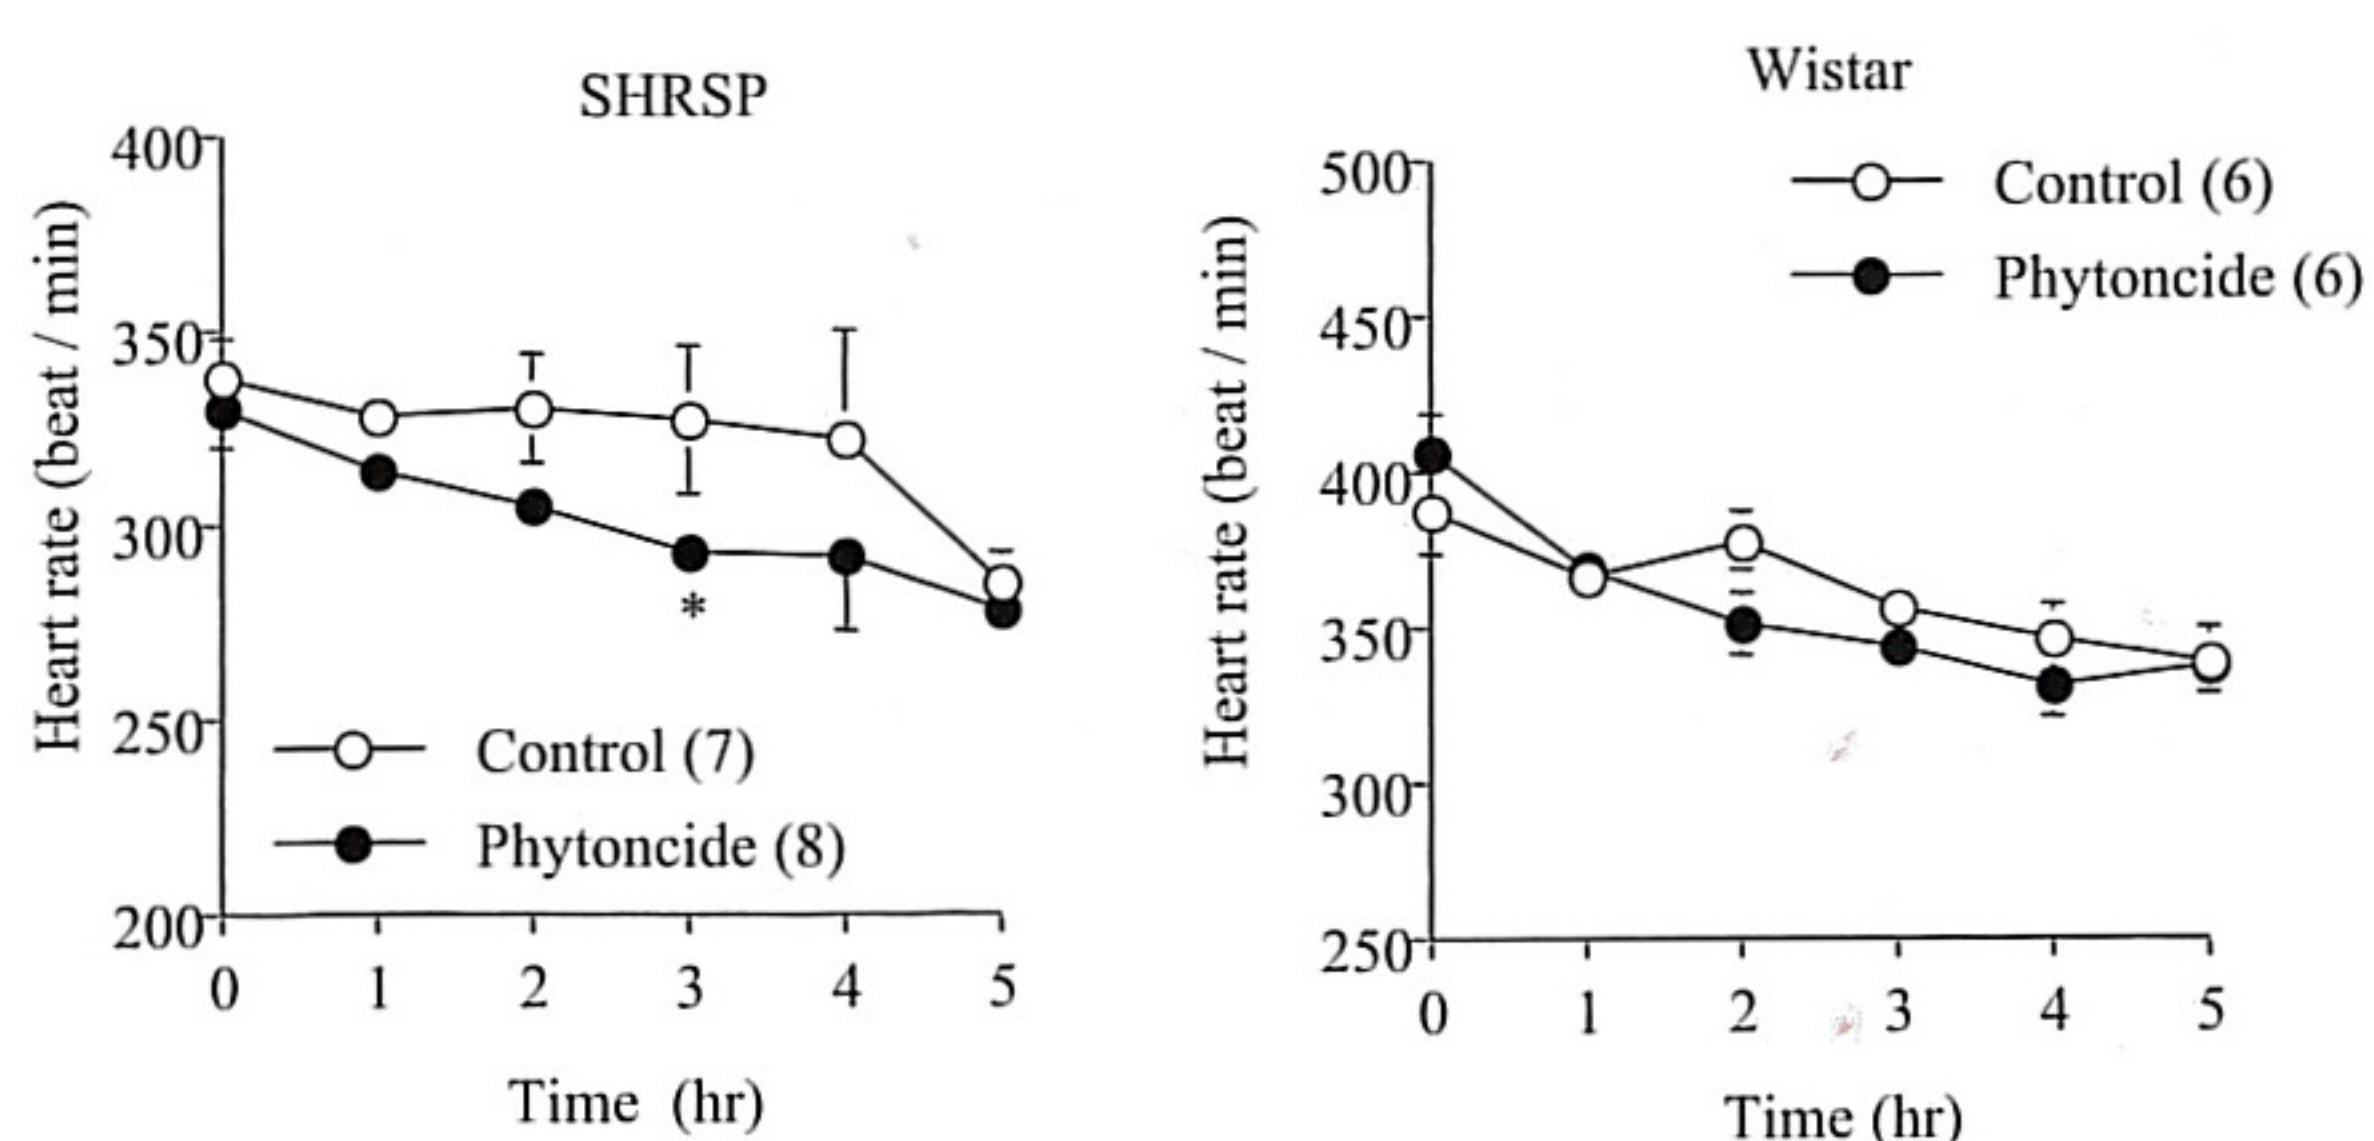 SHRSP
400
350
300
250
200
Heart rate (beat / min)
*
Control (7)
Phytoncide (8)
0 1 2 3 4 5
Time (hr)
Wistar
500
450
400
350
300
250
Heart rate (beat / min)
Control (6)
Phytoncide (6)
0 1 2 3 4 5
Time (hr)